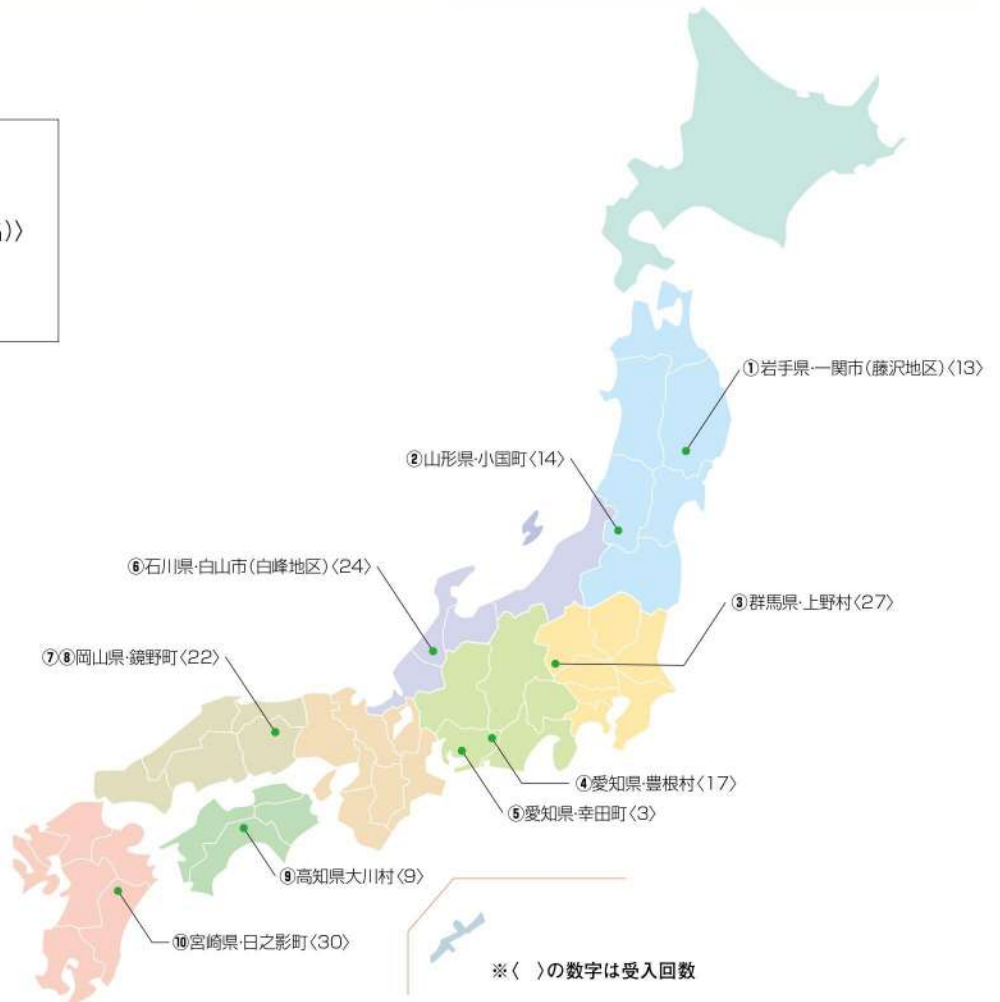 )〉
①岩手県・一関市(藤沢地区)〈13〉
②山形県・小国町〈14〉
⑥石川県・白山市(白峰地区)〈24〉
③群馬県・上野村〈27〉
⑦⑧岡山県・鏡野町〈22〉
④愛知県・豊根村〈17〉
⑤愛知県・幸田町〈3〉
⑨高知県大川村〈9〉
⑩宮崎県・日之影町〈30〉
※〈　〉の数字は受入回数